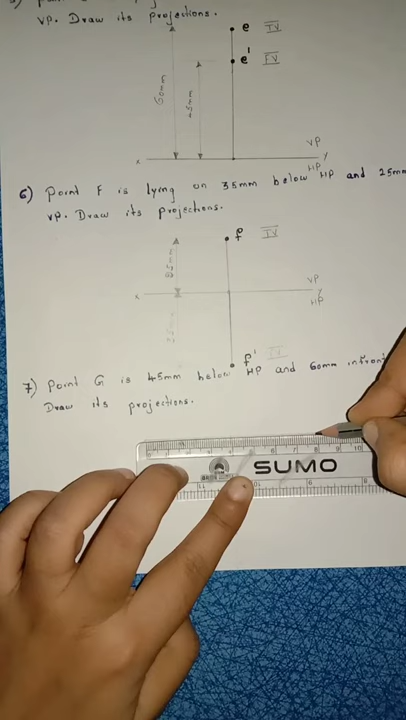 VP. Draw its projections.
e TV
e' FV
VP
x HP y
6) Point F is lying on 35mm below HP and 25mm
VP. Draw its projections.
f TV
VP
x HP y
f' TV
7) Point G is 45mm below HP and 60mm infront
Draw its projections.
SUMO